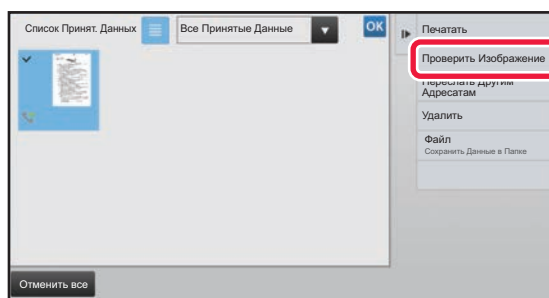 Список Принят. Данных
Все Принятые Данные
OK
Печатать
Проверить Изображение
Переслать Другим
Адресатам
Удалить
Файл
Сохранить Данные в Папке
Отменить все